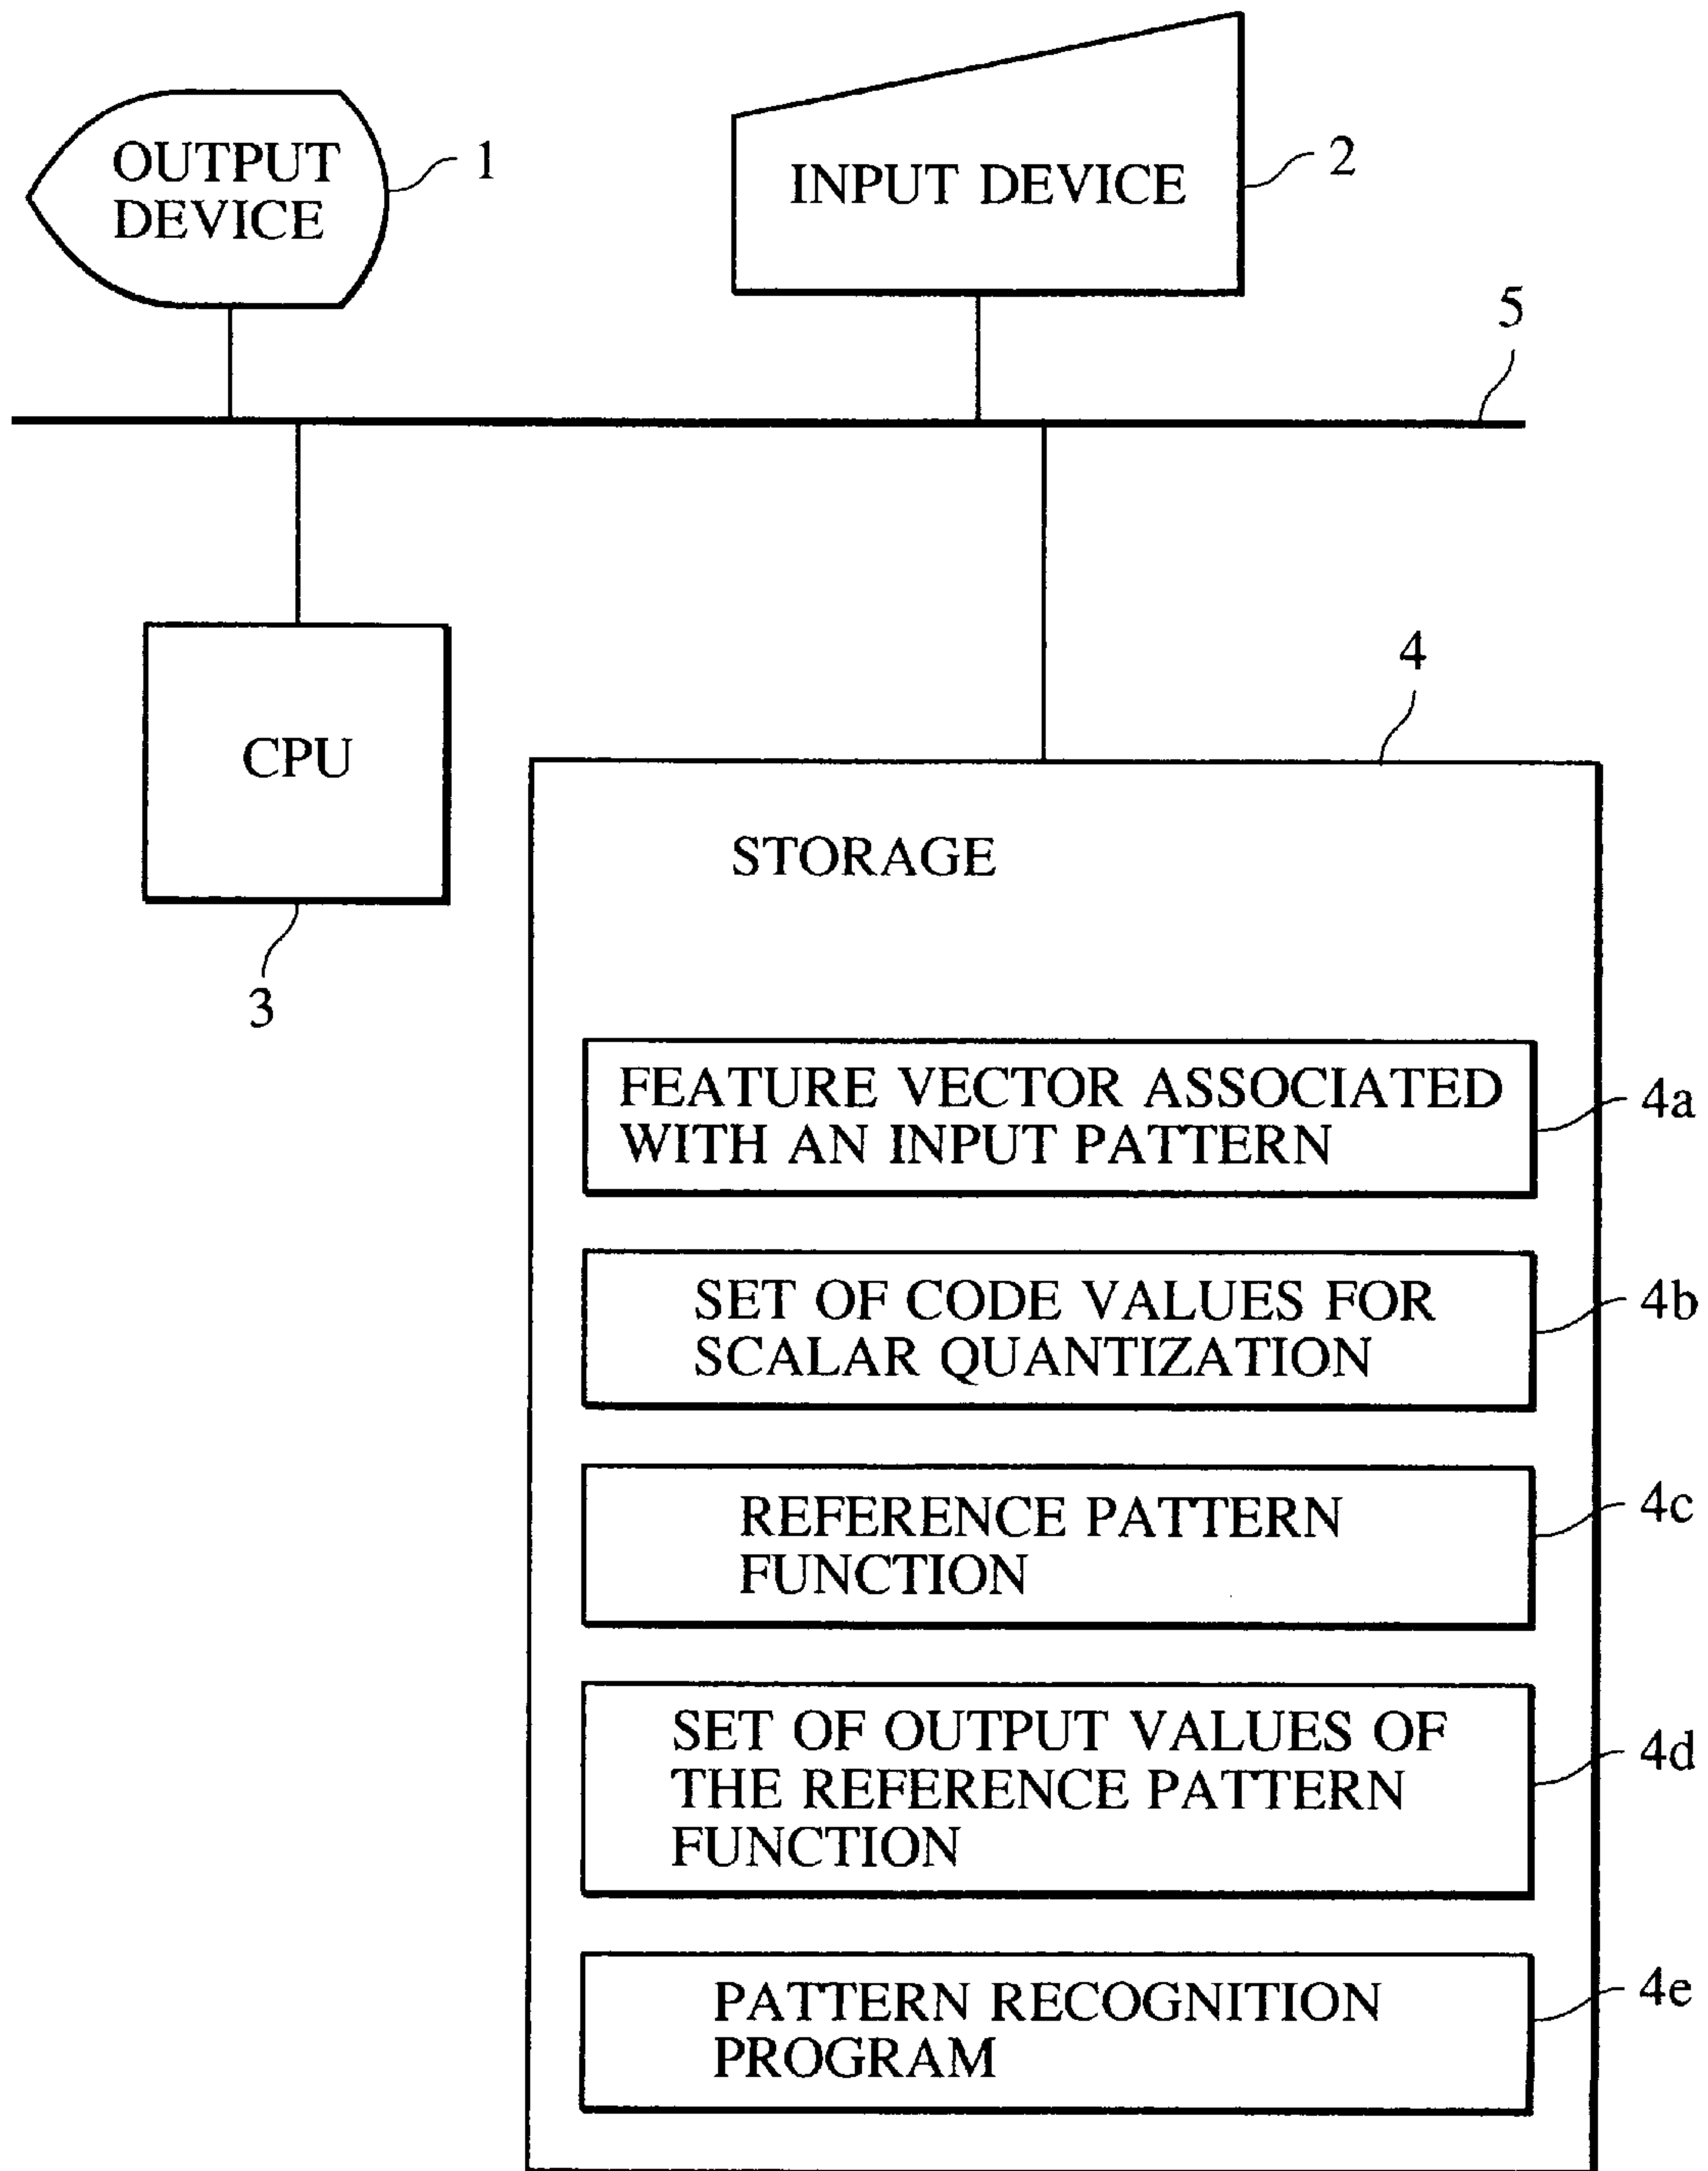 OUTPUT
DEVICE
1
INPUT DEVICE
2
5
CPU
3
4
STORAGE
FEATURE VECTOR ASSOCIATED
WITH AN INPUT PATTERN
4a
SET OF CODE VALUES FOR
SCALAR QUANTIZATION
4b
REFERENCE PATTERN
FUNCTION
4c
SET OF OUTPUT VALUES OF
THE REFERENCE PATTERN
FUNCTION
4d
PATTERN RECOGNITION
PROGRAM
4e